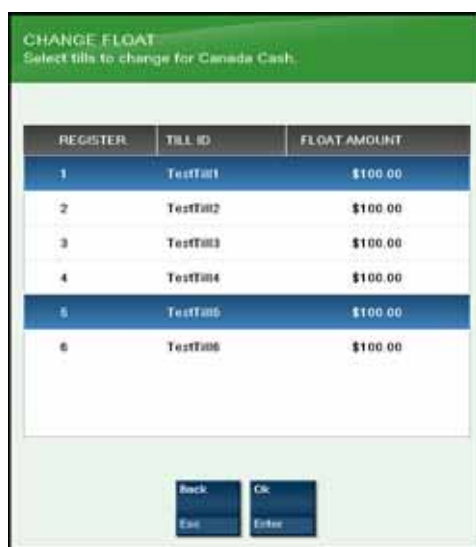 CHANGE FLOAT
Select tills to change for Canada Cash.
REGISTER TILL ID FLOAT AMOUNT
1 TestTill1 $100.00
2 TestTill2 $100.00
3 TestTill3 $100.00
4 TestTill4 $100.00
5 TestTill5 $100.00
6 TestTill6 $100.00
Back Ok
Esc Enter